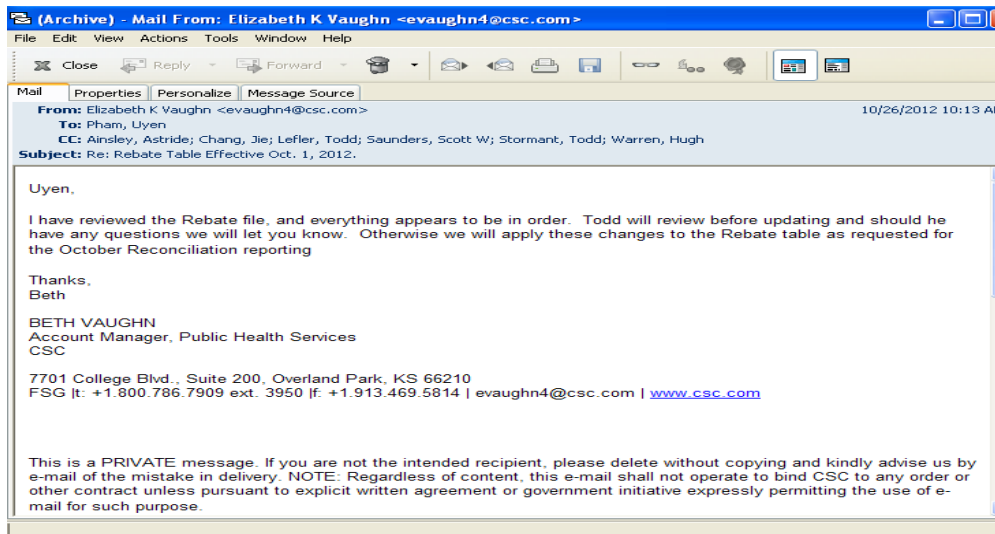 (Archive) - Mail From: Elizabeth K Vaughn <evaughn4@csc.com>
File Edit View Actions Tools Window Help
Close Reply Forward
Mail Properties Personalize Message Source
From: Elizabeth K Vaughn <evaughn4@csc.com> 10/26/2012 10:13 A
To: Pham, Uyen
CC: Ainsley, Astride; Chang, Jie; Lefler, Todd; Saunders, Scott W; Stormant, Todd; Warren, Hugh
Subject: Re: Rebate Table Effective Oct. 1, 2012.
Uyen,
I have reviewed the Rebate file, and everything appears to be in order. Todd will review before updating and should he
have any questions we will let you know. Otherwise we will apply these changes to the Rebate table as requested for
the October Reconciliation reporting
Thanks,
Beth
BETH VAUGHN
Account Manager, Public Health Services
CSC
7701 College Blvd., Suite 200, Overland Park, KS 66210
FSG |t: +1.800.786.7909 ext. 3950 |f: +1.913.469.5814 | evaughn4@csc.com | www.csc.com
This is a PRIVATE message. If you are not the intended recipient, please delete without copying and kindly advise us by
e-mail of the mistake in delivery. NOTE: Regardless of content, this e-mail shall not operate to bind CSC to any order or
other contract unless pursuant to explicit written agreement or government initiative expressly permitting the use of e-
mail for such purpose.